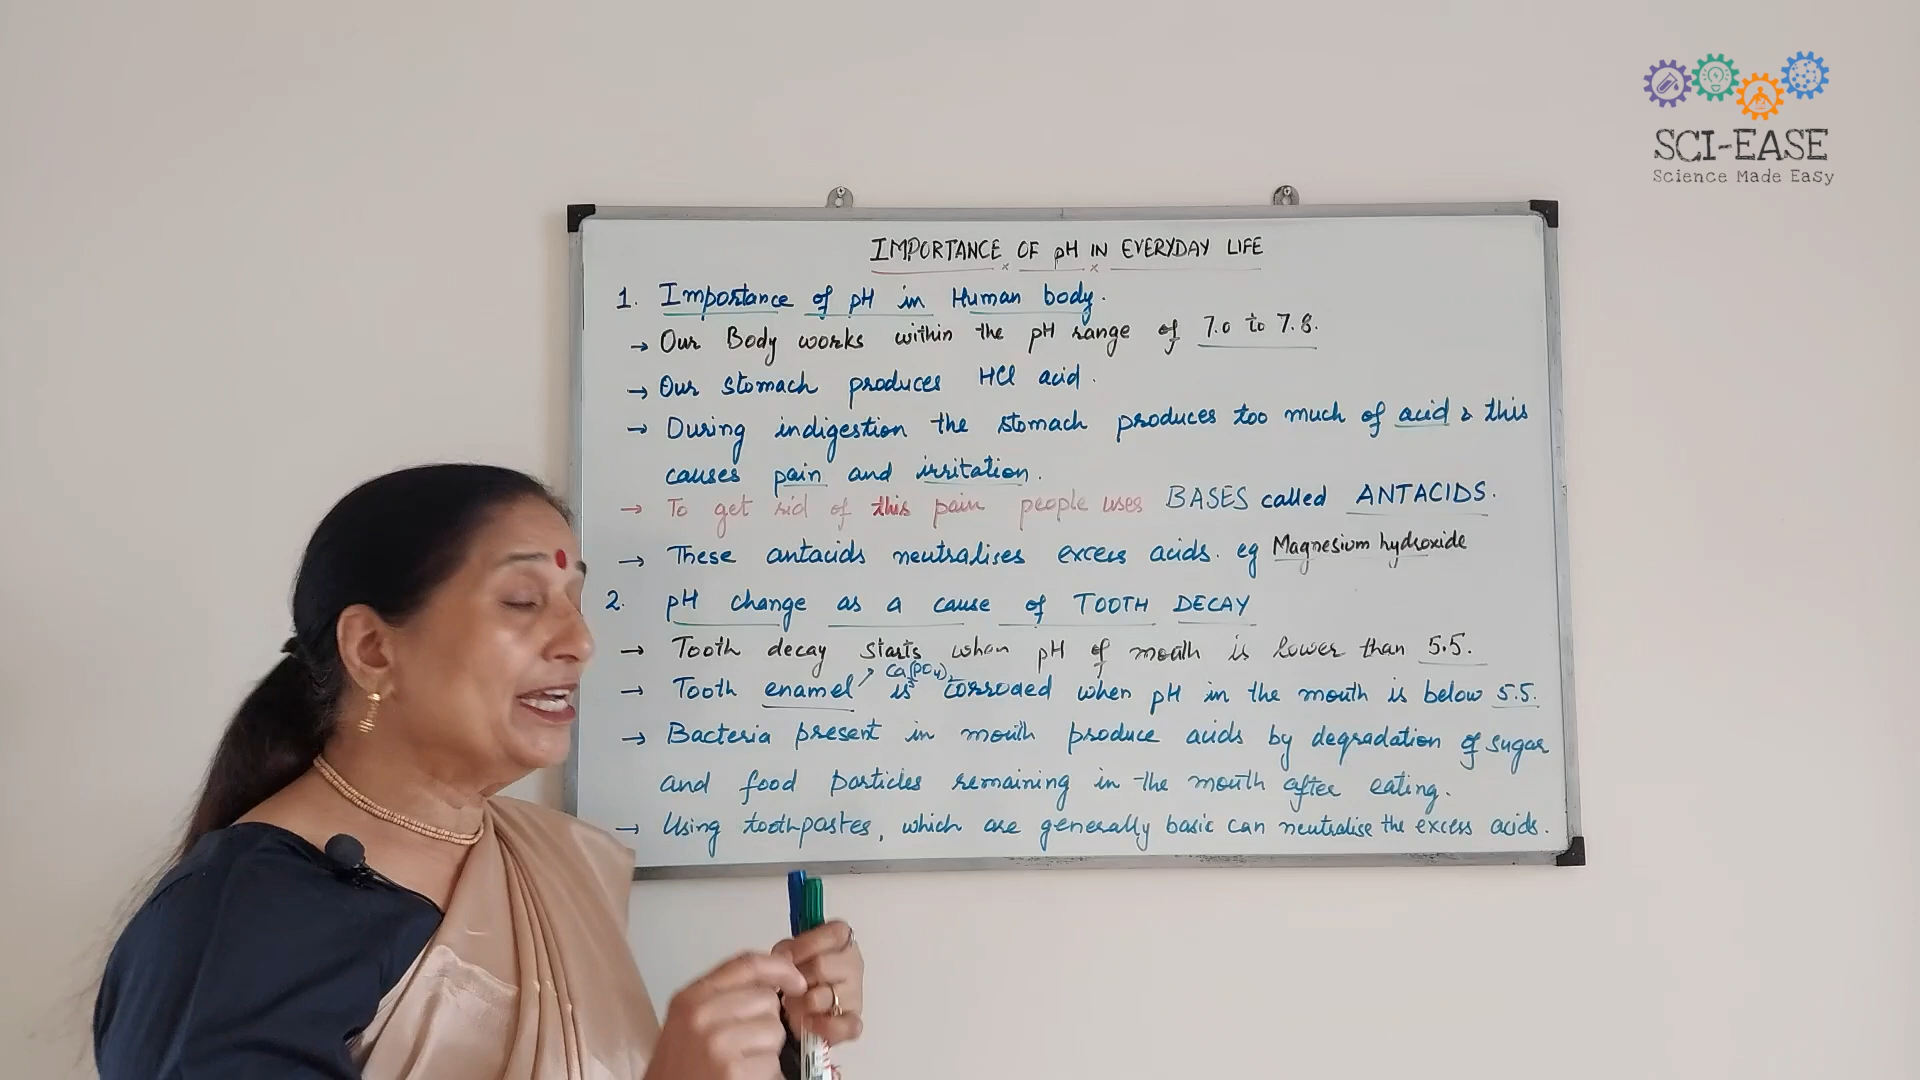 SCI-EASE
Science Made Easy
IMPORTANCE OF pH IN EVERYDAY LIFE
1. Importance of pH in Human body.
→ Our Body works within the pH range of 7.0 to 7.8.
→ Our stomach produces HCl acid.
→ During indigestion the stomach produces too much of acid & this
causes pain and irritation.
→ To get rid of this pain people uses BASES called ANTACIDS.
→ These antacids neutralises excess acids. eg Magnesium hydroxide
2. pH change as a cause of TOOTH DECAY
→ Tooth decay starts when pH of mouth is lower than 5.5.
Ca3(PO4)2
→ Tooth enamel is corroded when pH in the mouth is below 5.5.
→ Bacteria present in mouth produce acids by degradation of sugar
and food particles remaining in the mouth after eating.
→ Using toothpastes, which are generally basic can neutralise the excess acids.